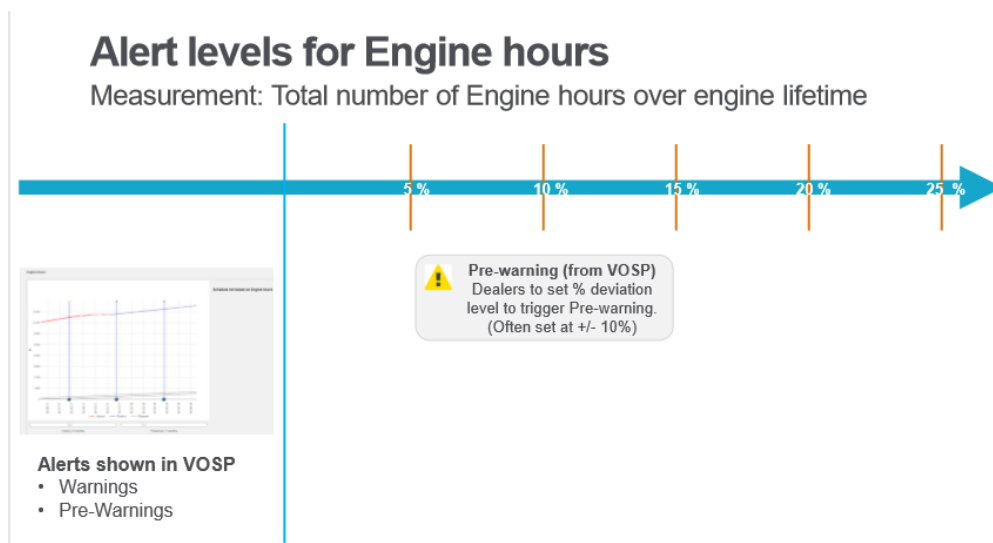 Alert levels for Engine hours
Measurement: Total number of Engine hours over engine lifetime
5 %
10 %
15 %
20 %
25 %
Pre-warning (from VOSP)
Dealers to set % deviation
level to trigger Pre-warning.
(Often set at +/- 10%)
Alerts shown in VOSP
• Warnings
• Pre-Warnings